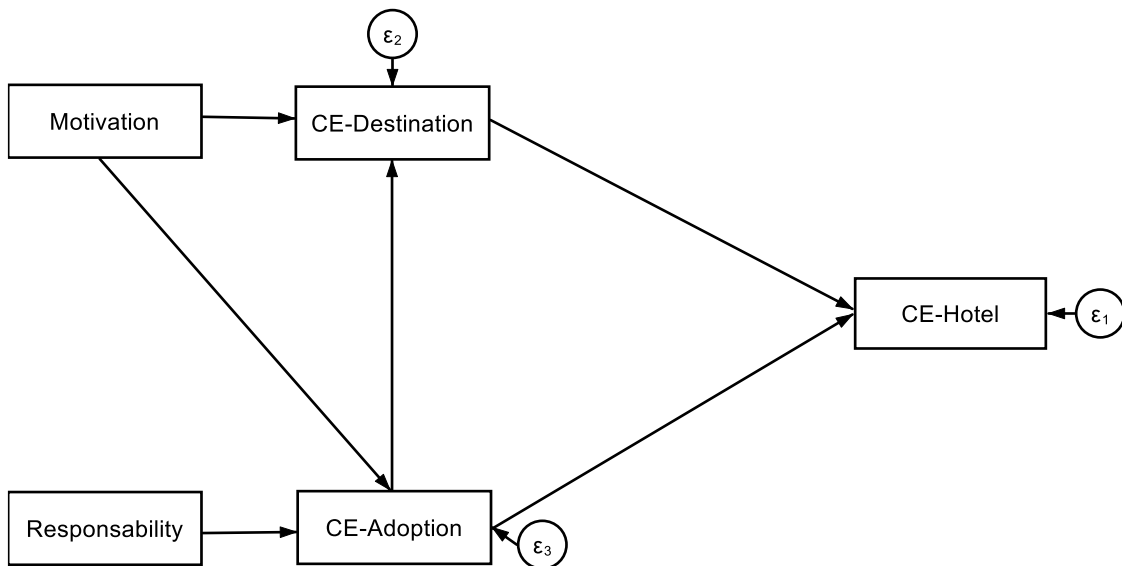 ε₂
Motivation
CE-Destination
CE-Hotel
ε₁
Responsability
CE-Adoption
ε₃